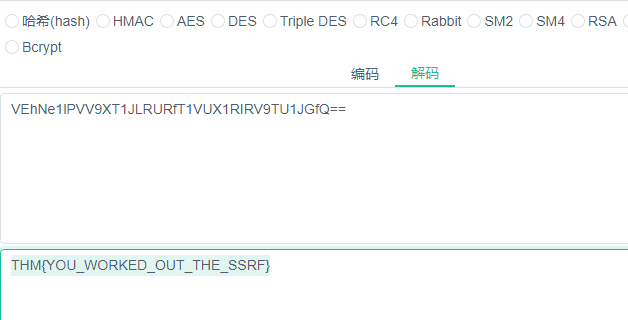 哈希(hash) HMAC AES DES Triple DES RC4 Rabbit SM2 SM4 RSA
Bcrypt
编码 解码
VEhNe1lPVV9XT1JLRURfT1VUX1RIRV9TU1JGfQ==
THM{YOU_WORKED_OUT_THE_SSRF}